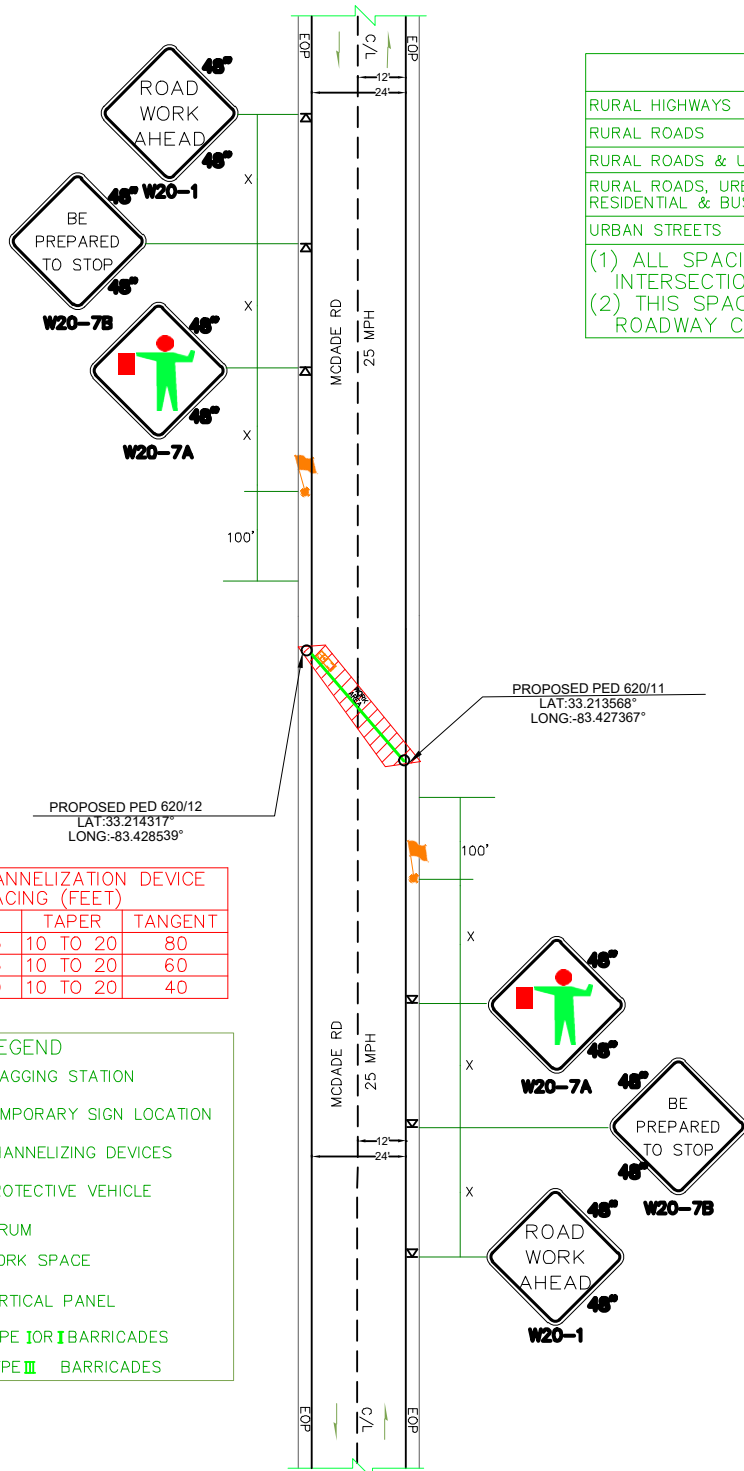 EOP
C/L
EOP
12'
24'
ROAD
WORK
AHEAD
48"
48"
W20-1
X
BE
PREPARED
TO STOP
48"
48"
W20-7B
X
48"
48"
W20-7A
X
100'
MCDADE RD
25 MPH
RURAL HIGHWAYS
RURAL ROADS
RURAL ROADS & U
RURAL ROADS, URB
RESIDENTIAL & BUS
URBAN STREETS
(1) ALL SPACI
INTERSECTIO
(2) THIS SPAC
ROADWAY C
WORK
AREA
PROPOSED PED 620/11
LAT:33.213568°
LONG:-83.427367°
PROPOSED PED 620/12
LAT:33.214317°
LONG:-83.428539°
ANNELIZATION DEVICE
ACING (FEET)
TAPER TANGENT
10 TO 20 80
10 TO 20 60
10 TO 20 40
EGEND
AGGING STATION
MPORARY SIGN LOCATION
HANNELIZING DEVICES
ROTECTIVE VEHICLE
RUM
ORK SPACE
RTICAL PANEL
PE I OR I BARRICADES
PE III BARRICADES
100'
X
48"
48"
W20-7A
X
BE
PREPARED
TO STOP
48"
48"
W20-7B
X
ROAD
WORK
AHEAD
48"
48"
W20-1
MCDADE RD
25 MPH
12'
24'
EOP
C/L
EOP